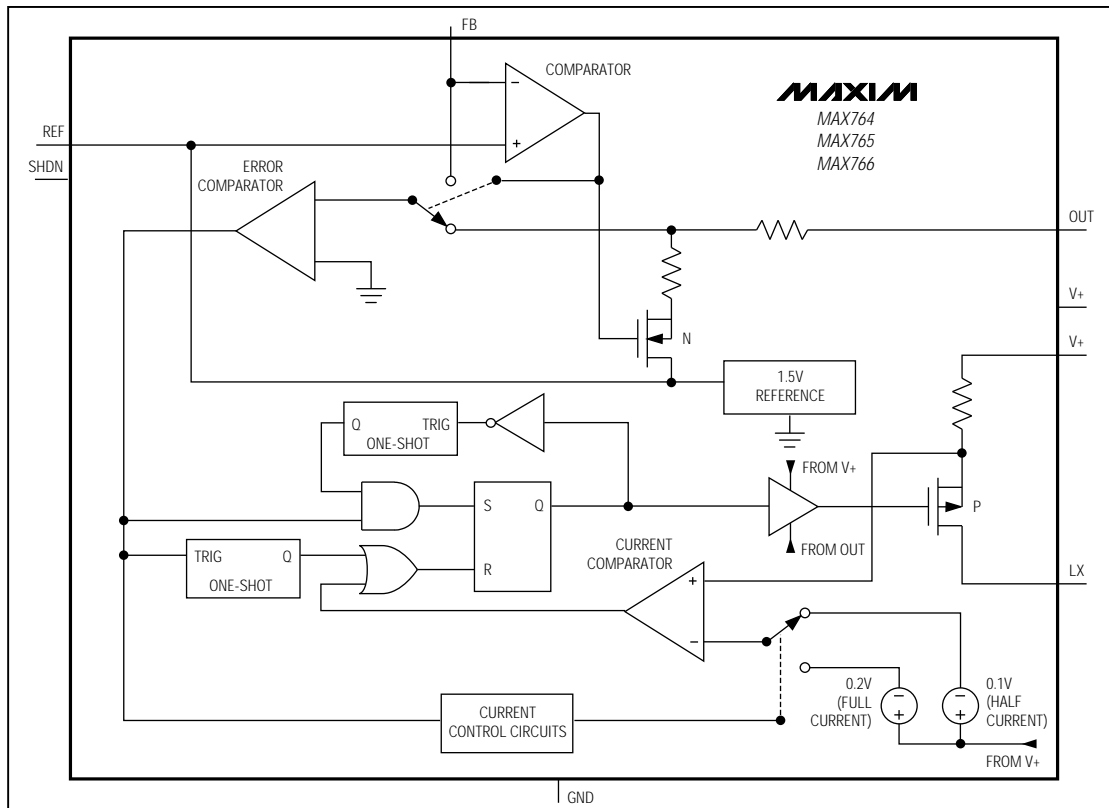 FB
COMPARATOR
−
+
MAXIM
MAX764
MAX765
MAX766
REF
SHDN
ERROR
COMPARATOR
OUT
V+
V+
N
1.5V
REFERENCE
Q TRIG
ONE-SHOT
FROM V+
S Q
R
P
FROM OUT
TRIG Q
ONE-SHOT
CURRENT
COMPARATOR
+
−
LX
0.2V
(FULL
CURRENT)
−
+
0.1V
(HALF
CURRENT)
−
+
CURRENT
CONTROL CIRCUITS
FROM V+
GND